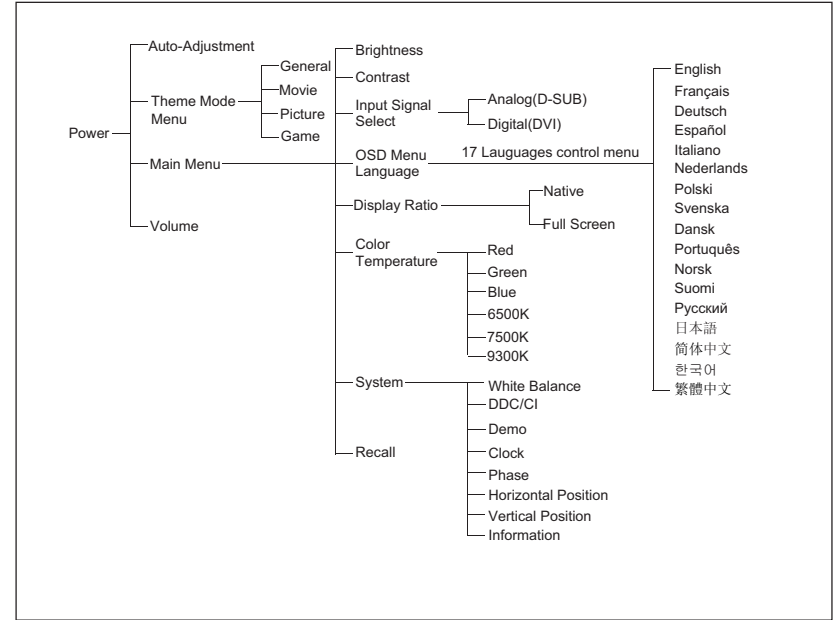 Power
Auto-Adjustment
Theme Mode
Menu
General
Movie
Picture
Game
Main Menu
Volume
Brightness
Contrast
Input Signal
Select
Analog(D-SUB)
Digital(DVI)
OSD Menu
Language
17 Lauguages control menu
English
Français
Deutsch
Español
Italiano
Nederlands
Polski
Svenska
Dansk
Português
Norsk
Suomi
Русский
日本語
简体中文
한국어
繁體中文
Display Ratio
Native
Full Screen
Color
Temperature
Red
Green
Blue
6500K
7500K
9300K
System
White Balance
DDC/CI
Demo
Clock
Phase
Horizontal Position
Vertical Position
Information
Recall